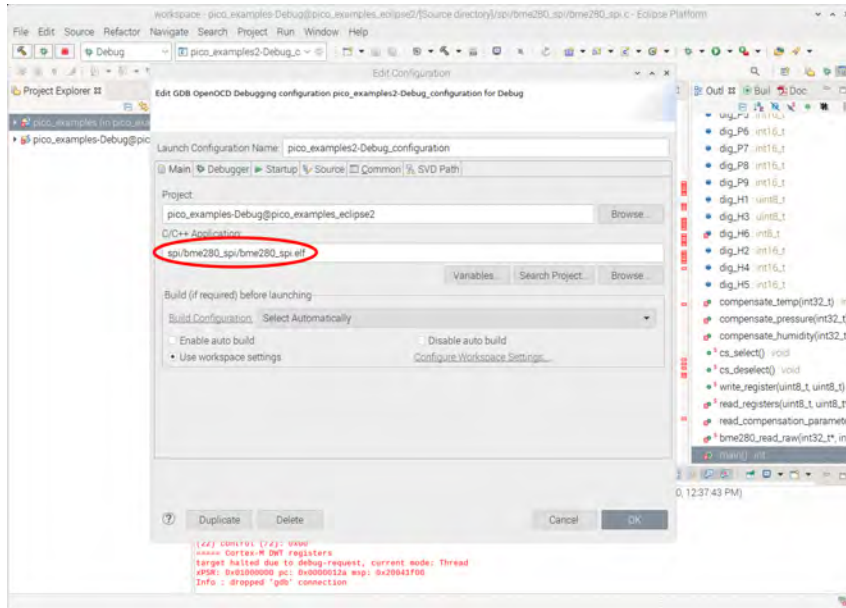 workspace - pico_examples-Debug@pico_examples_eclipse2/[Source directory]/spi/bme280_spi/bme280_spi.c - Eclipse Platform
File Edit Source Refactor Navigate Search Project Run Window Help
Debug
pico_examples2-Debug_c
Edit Configuration
Project Explorer
Outl
Buil
Doc
Edit GDB OpenOCD Debugging configuration pico_examples2-Debug_configuration for Debug
pico_examples (in pico_exa
pico_examples-Debug@pic
Launch Configuration Name: pico_examples2-Debug_configuration
Main Debugger Startup Source Common SVD Path
Project:
pico_examples-Debug@pico_examples_eclipse2
Browse...
C/C++ Application:
spi/bme280_spi/bme280_spi.elf
Variables... Search Project... Browse...
Build (if required) before launching
Build Configuration: Select Automatically
Enable auto build
Disable auto build
Use workspace settings
Configure Workspace Settings...
Duplicate
Delete
Cancel
OK
dig_P6 : int16_t
dig_P7 : int16_t
dig_P8 : int16_t
dig_P9 : int16_t
dig_H1 : uint8_t
dig_H3 : uint8_t
dig_H6 : int8_t
dig_H2 : int16_t
dig_H4 : int16_t
dig_H5 : int16_t
compensate_temp(int32_t) : in
compensate_pressure(int32_t
compensate_humidity(int32_t
cs_select() : void
cs_deselect() : void
write_register(uint8_t, uint8_t)
read_registers(uint8_t, uint8_t*
read_compensation_paramete
bme280_read_raw(int32_t*, in
main() : int
0, 12:37:43 PM)
===== Cortex-M DWT registers
target halted due to debug-request, current mode: Thread
xPSR: 0x01000000 pc: 0x0000012a msp: 0x20041f00
Info : dropped 'gdb' connection